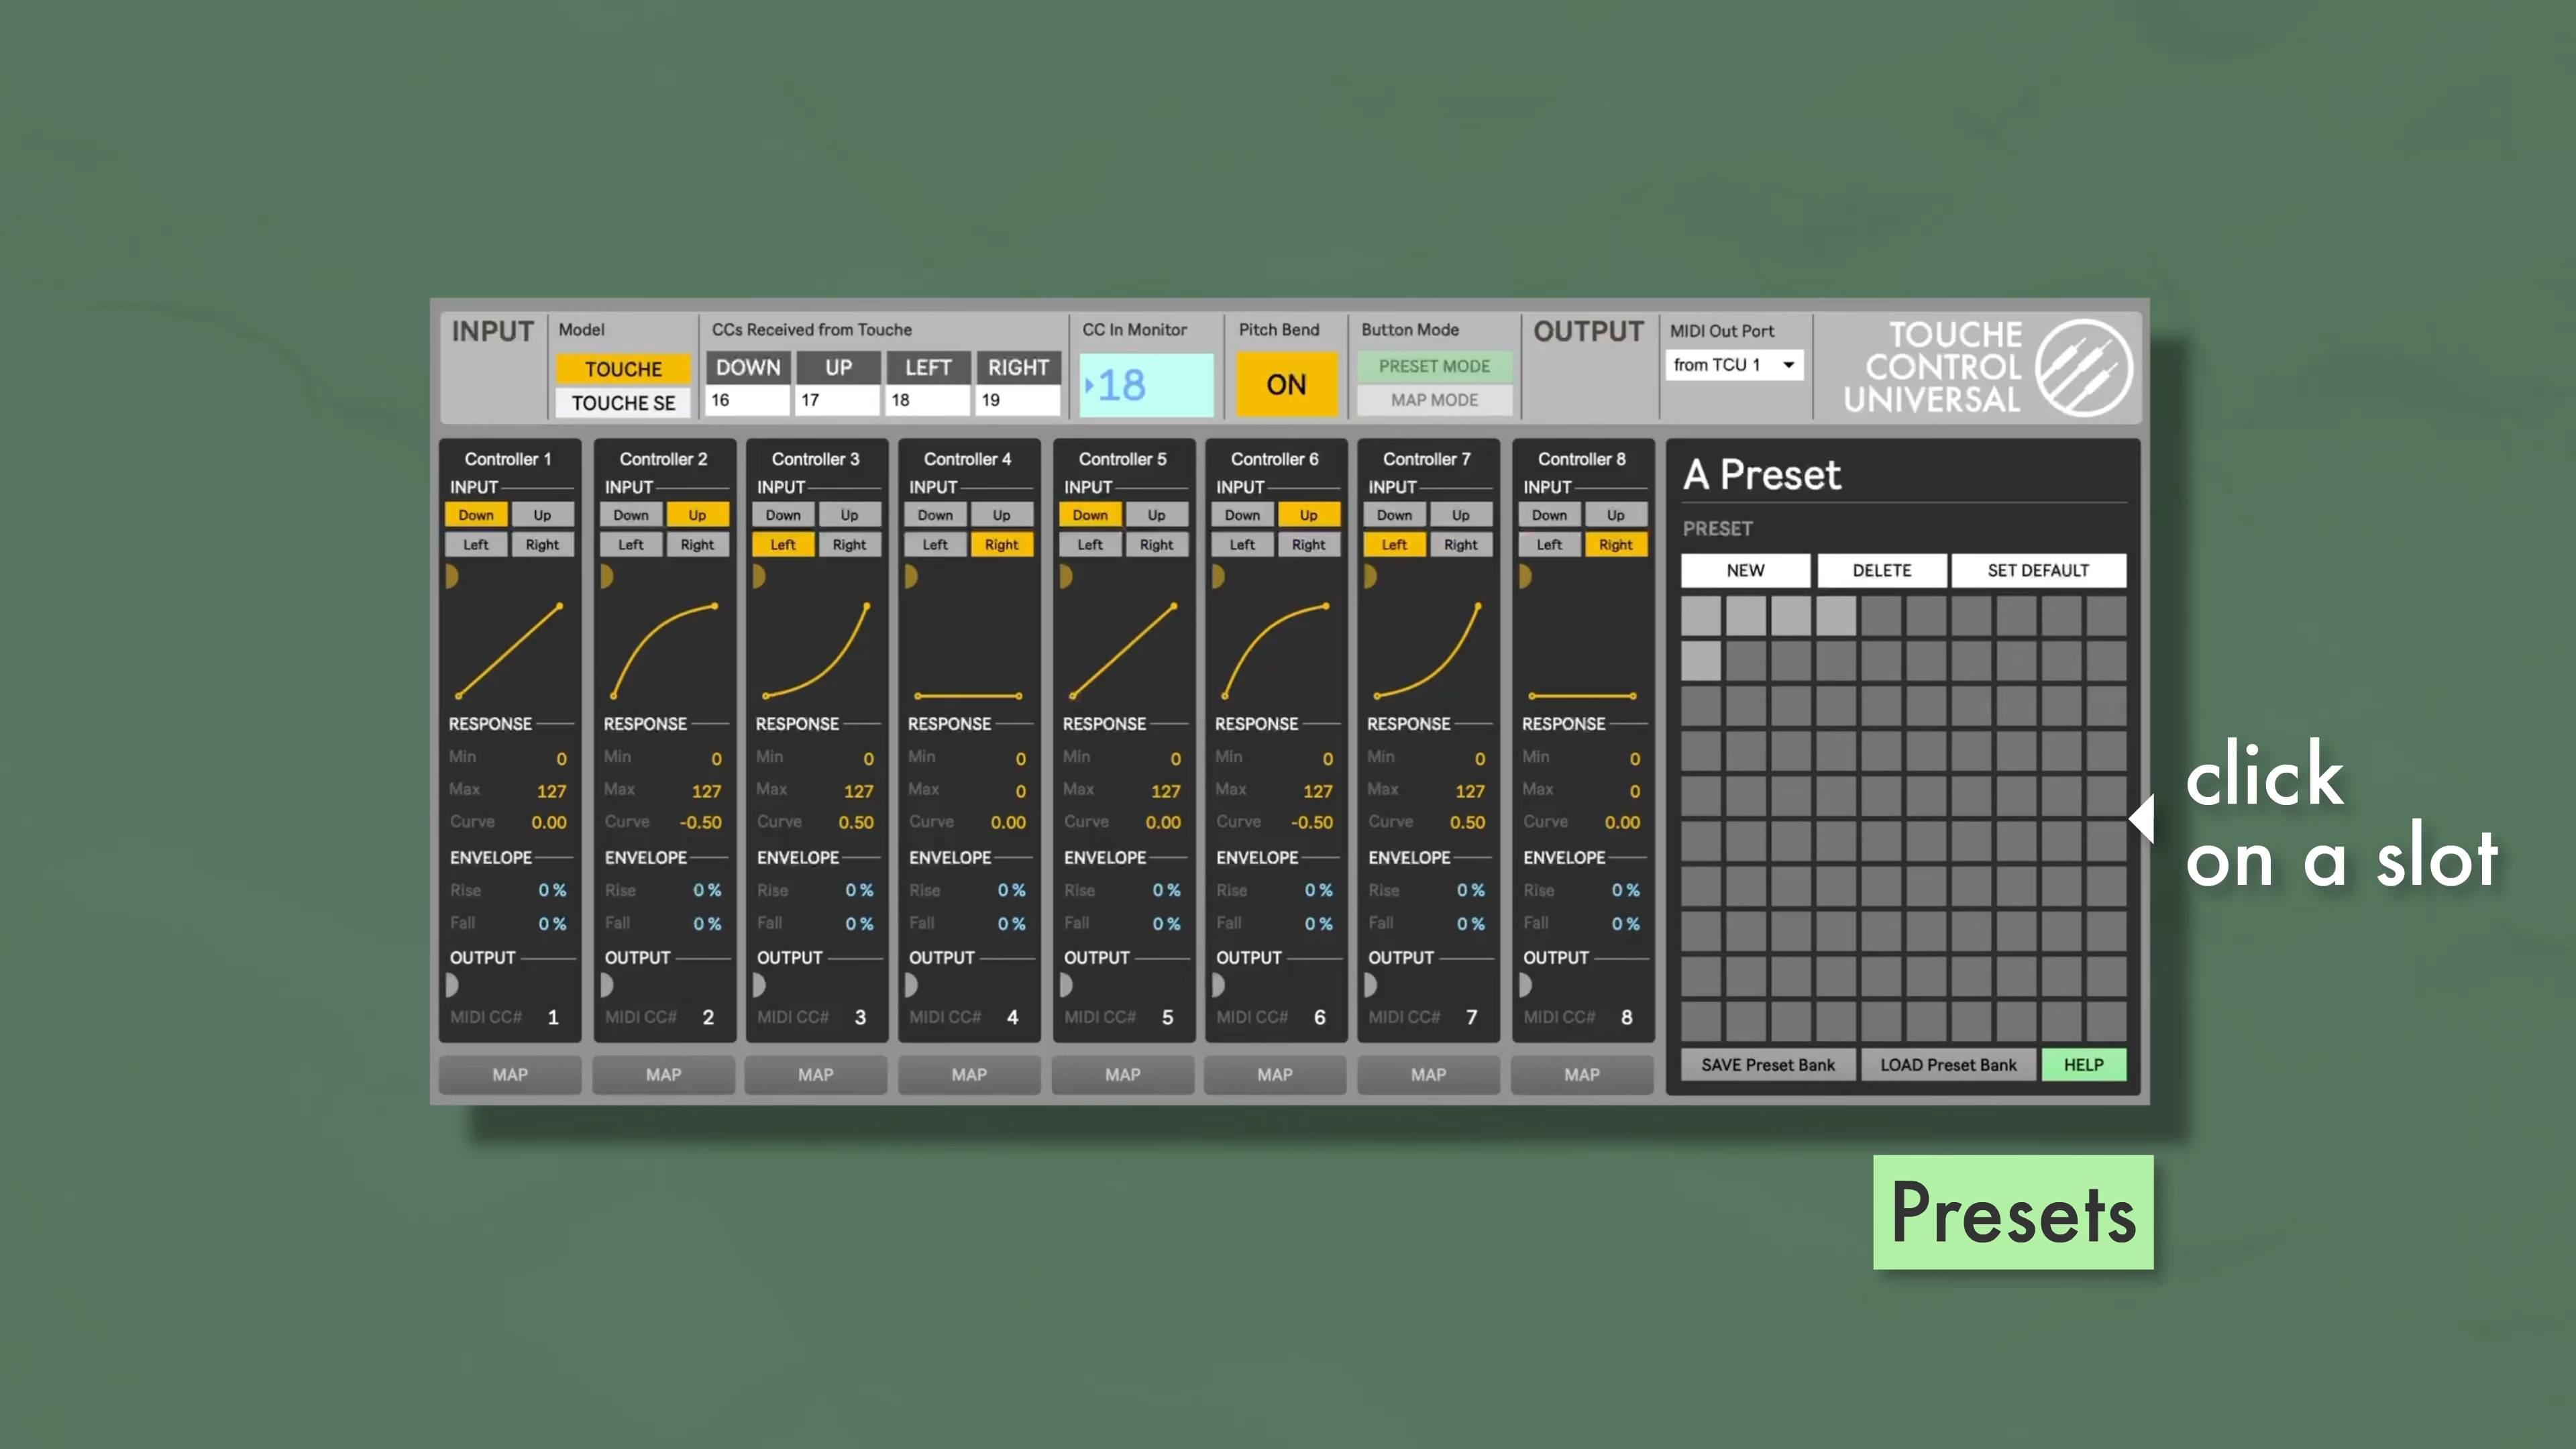 INPUT
Model
TOUCHE
TOUCHE SE
CCs Received from Touche
DOWN UP LEFT RIGHT
16 17 18 19
CC In Monitor
18
Pitch Bend
ON
Button Mode
PRESET MODE
MAP MODE
OUTPUT
MIDI Out Port
from TCU 1
TOUCHE
CONTROL
UNIVERSAL
Controller 1
INPUT
Down Up
Left Right
RESPONSE
Min 0
Max 127
Curve 0.00
ENVELOPE
Rise 0 %
Fall 0 %
OUTPUT
MIDI CC# 1
MAP
Controller 2
INPUT
Down Up
Left Right
RESPONSE
Min 0
Max 127
Curve -0.50
ENVELOPE
Rise 0 %
Fall 0 %
OUTPUT
MIDI CC# 2
MAP
Controller 3
INPUT
Down Up
Left Right
RESPONSE
Min 0
Max 127
Curve 0.50
ENVELOPE
Rise 0 %
Fall 0 %
OUTPUT
MIDI CC# 3
MAP
Controller 4
INPUT
Down Up
Left Right
RESPONSE
Min 0
Max 0
Curve 0.00
ENVELOPE
Rise 0 %
Fall 0 %
OUTPUT
MIDI CC# 4
MAP
Controller 5
INPUT
Down Up
Left Right
RESPONSE
Min 0
Max 127
Curve 0.00
ENVELOPE
Rise 0 %
Fall 0 %
OUTPUT
MIDI CC# 5
MAP
Controller 6
INPUT
Down Up
Left Right
RESPONSE
Min 0
Max 127
Curve -0.50
ENVELOPE
Rise 0 %
Fall 0 %
OUTPUT
MIDI CC# 6
MAP
Controller 7
INPUT
Down Up
Left Right
RESPONSE
Min 0
Max 127
Curve 0.50
ENVELOPE
Rise 0 %
Fall 0 %
OUTPUT
MIDI CC# 7
MAP
Controller 8
INPUT
Down Up
Left Right
RESPONSE
Min 0
Max 0
Curve 0.00
ENVELOPE
Rise 0 %
Fall 0 %
OUTPUT
MIDI CC# 8
MAP
A Preset
PRESET
NEW DELETE SET DEFAULT
SAVE Preset Bank LOAD Preset Bank HELP
click
on a slot
Presets